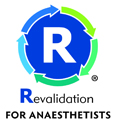 R
®
Revalidation
FOR ANAESTHETISTS